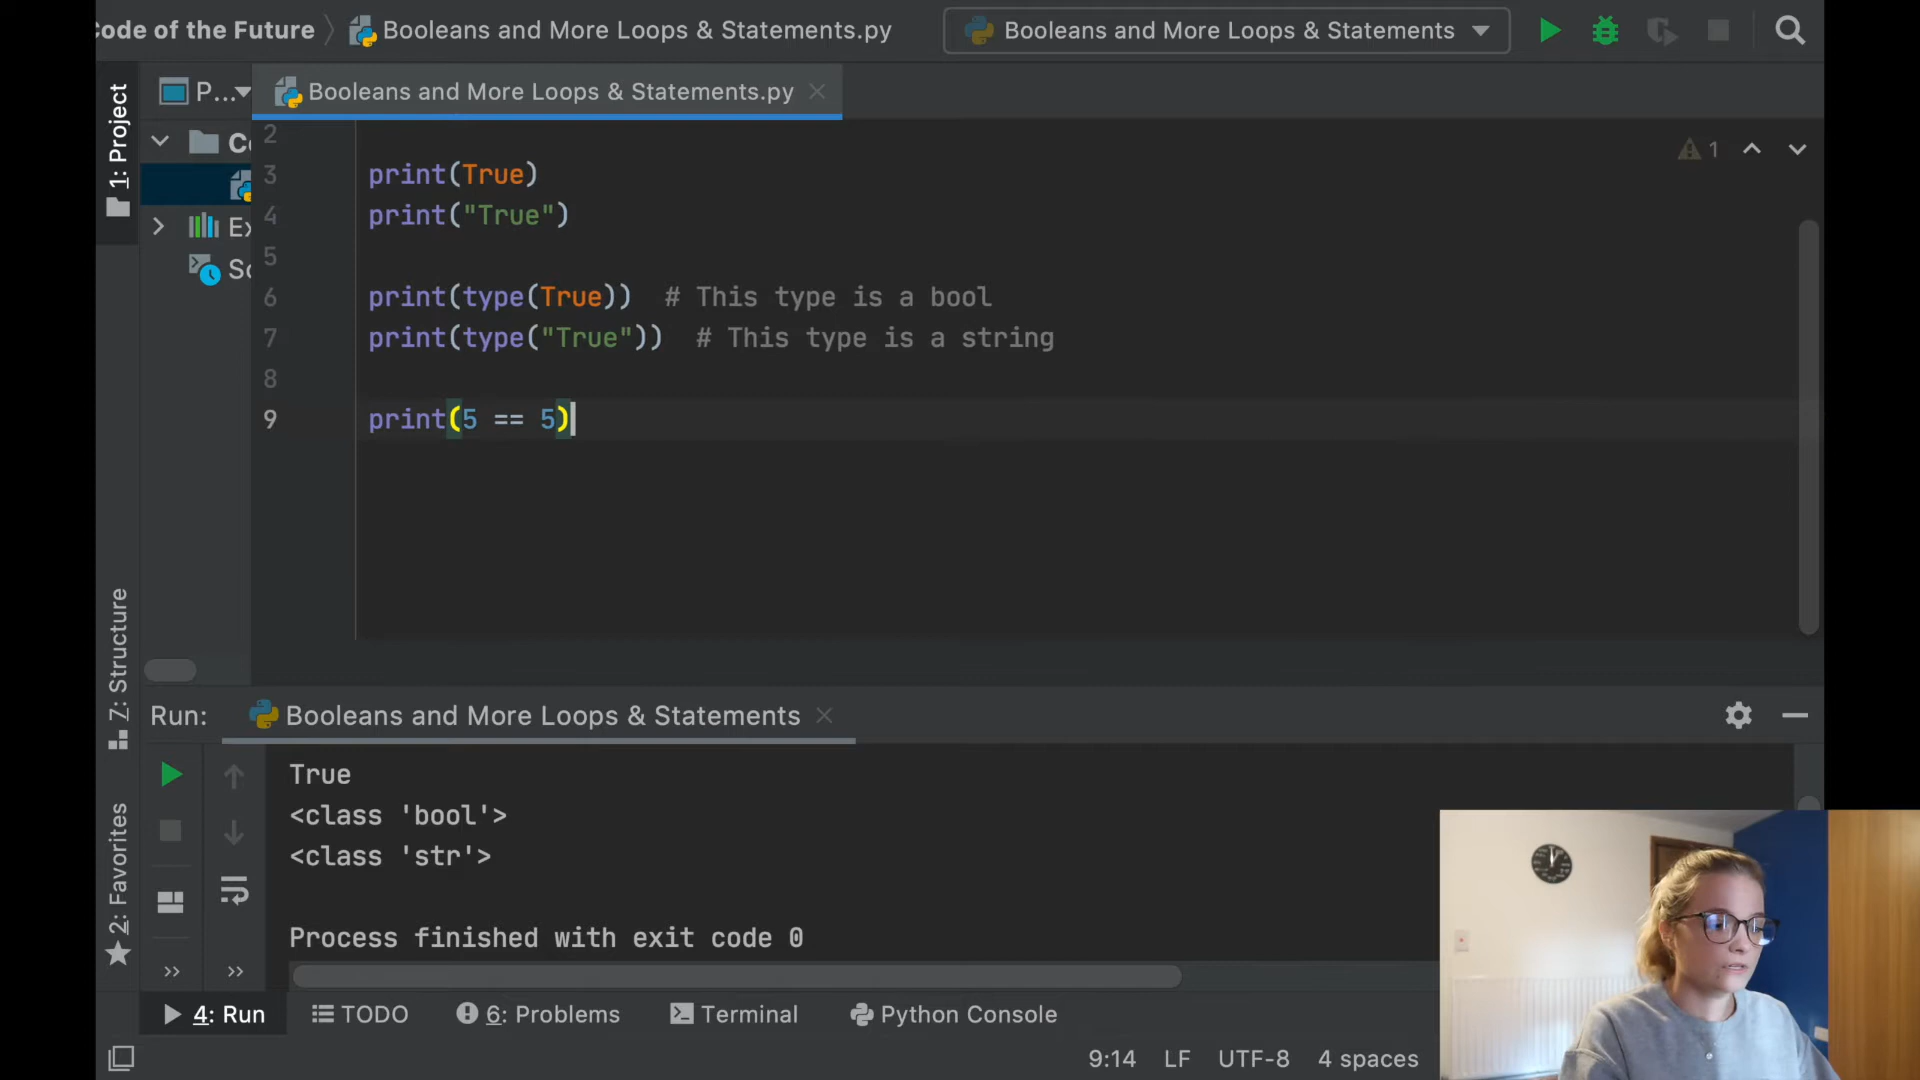 Code of the Future
Booleans and More Loops & Statements.py
Booleans and More Loops & Statements
1: Project
P...
Booleans and More Loops & Statements.py
2
3 print(True)
4 print("True")
5
6 print(type(True))  # This type is a bool
7 print(type("True"))  # This type is a string
8
9 print(5 == 5)
1
Co
Ex
Sc
Z: Structure
2: Favorites
Run: Booleans and More Loops & Statements
True
<class 'bool'>
<class 'str'>
Process finished with exit code 0
4: Run
TODO
6: Problems
Terminal
Python Console
9:14 LF UTF-8 4 spaces